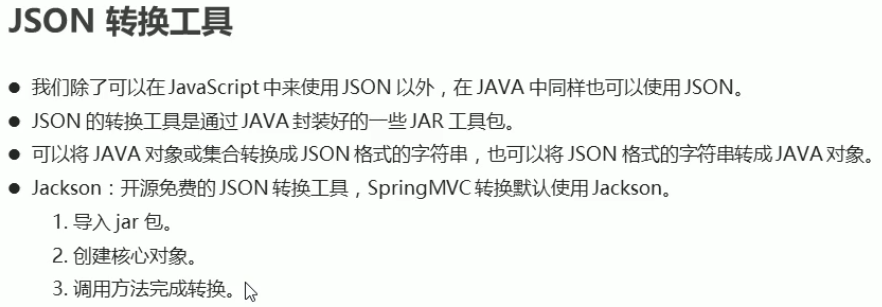 JSON 转换工具
● 我们除了可以在 JavaScript 中来使用 JSON 以外，在 JAVA 中同样也可以使用 JSON。
● JSON 的转换工具是通过 JAVA 封装好的一些 JAR 工具包。
● 可以将 JAVA 对象或集合转换成 JSON 格式的字符串，也可以将 JSON 格式的字符串转成 JAVA 对象。
● Jackson：开源免费的 JSON 转换工具，SpringMVC 转换默认使用 Jackson。
1. 导入 jar 包。
2. 创建核心对象。
3. 调用方法完成转换。